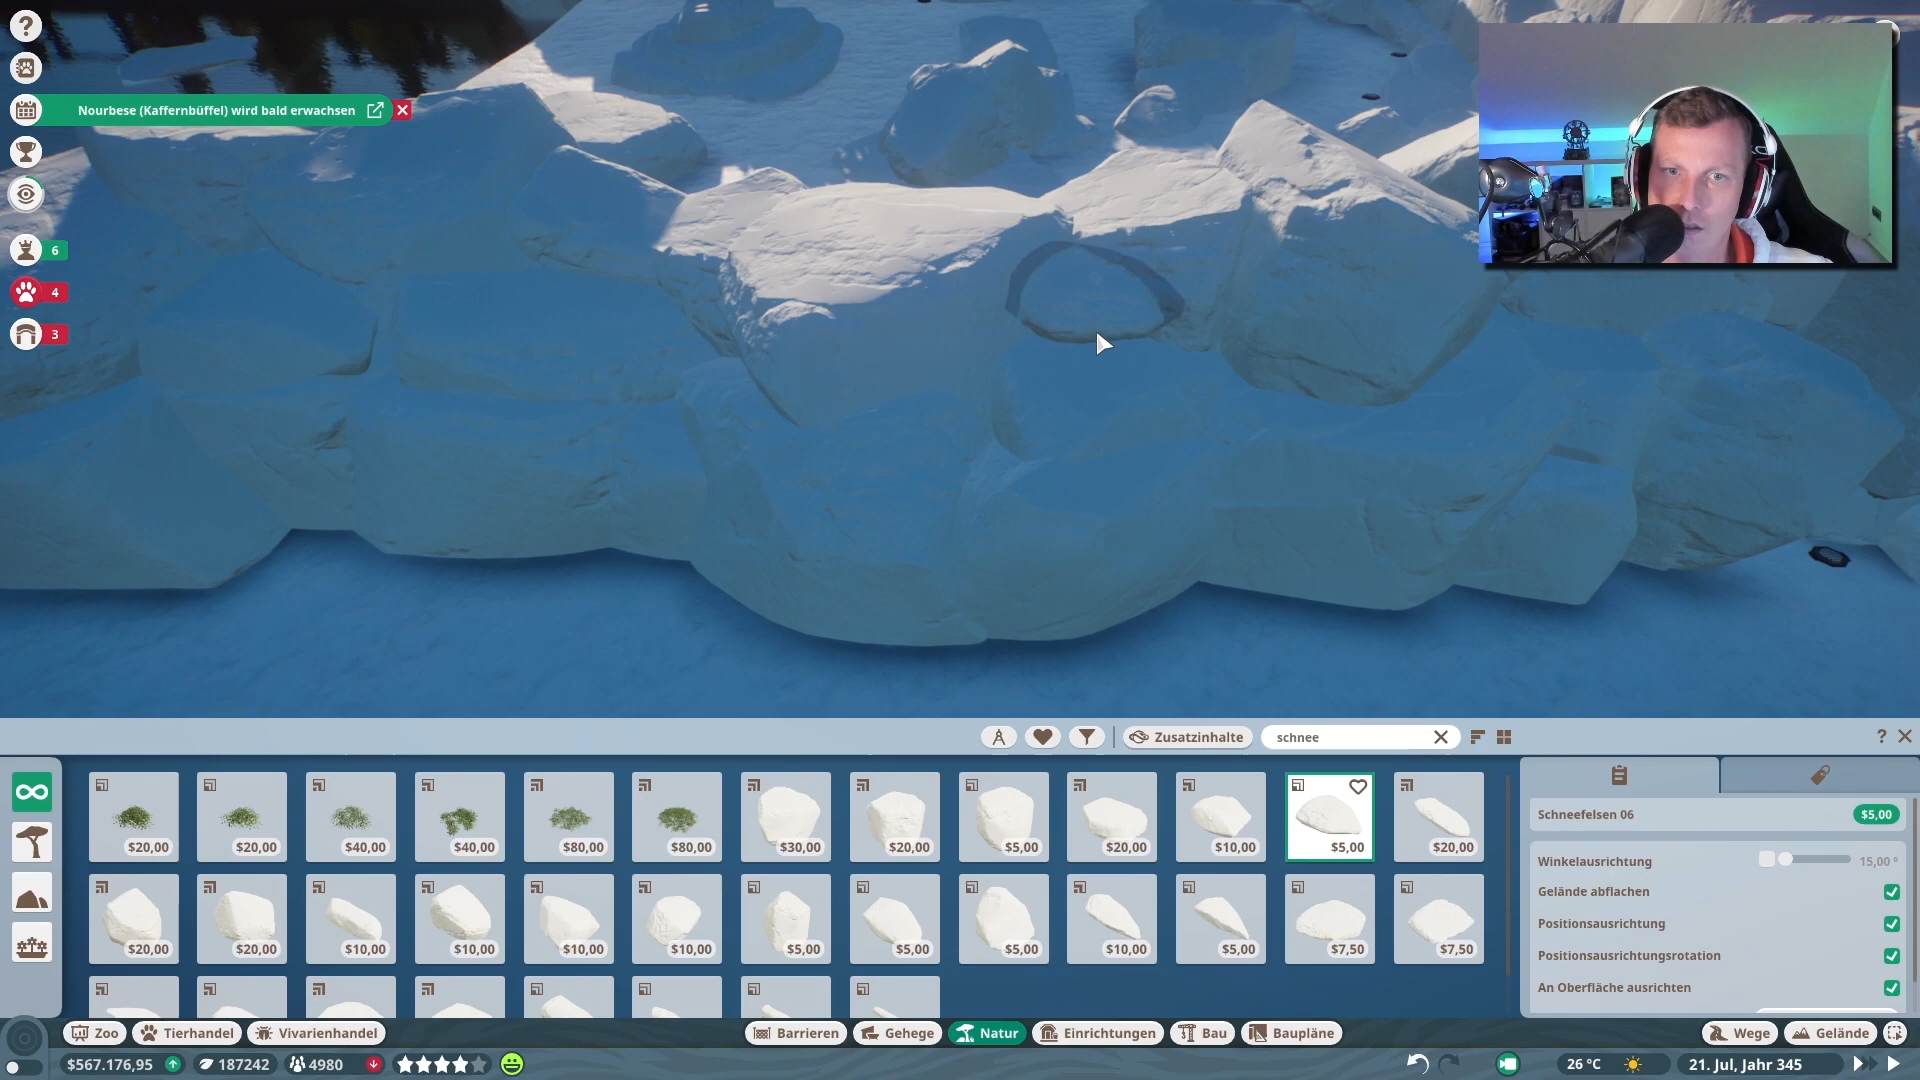 ?
Nourbese (Kaffernbüffel) wird bald erwachsen
6
4
3
Zusatzinhalte
schnee
?
$20,00
$20,00
$40,00
$40,00
$80,00
$80,00
$30,00
$20,00
$5,00
$20,00
$10,00
$5,00
$20,00
$20,00
$20,00
$10,00
$10,00
$10,00
$10,00
$5,00
$5,00
$5,00
$10,00
$5,00
$7,50
$7,50
Schneefelsen 06
$5,00
Winkelausrichtung
15,00 °
Gelände abflachen
Positionsausrichtung
Positionsausrichtungsrotation
An Oberfläche ausrichten
Zoo
Tierhandel
Vivarienhandel
Barrieren
Gehege
Natur
Einrichtungen
Bau
Baupläne
Wege
Gelände
$567.176,95
187242
4980
26 °C
21. Jul, Jahr 345